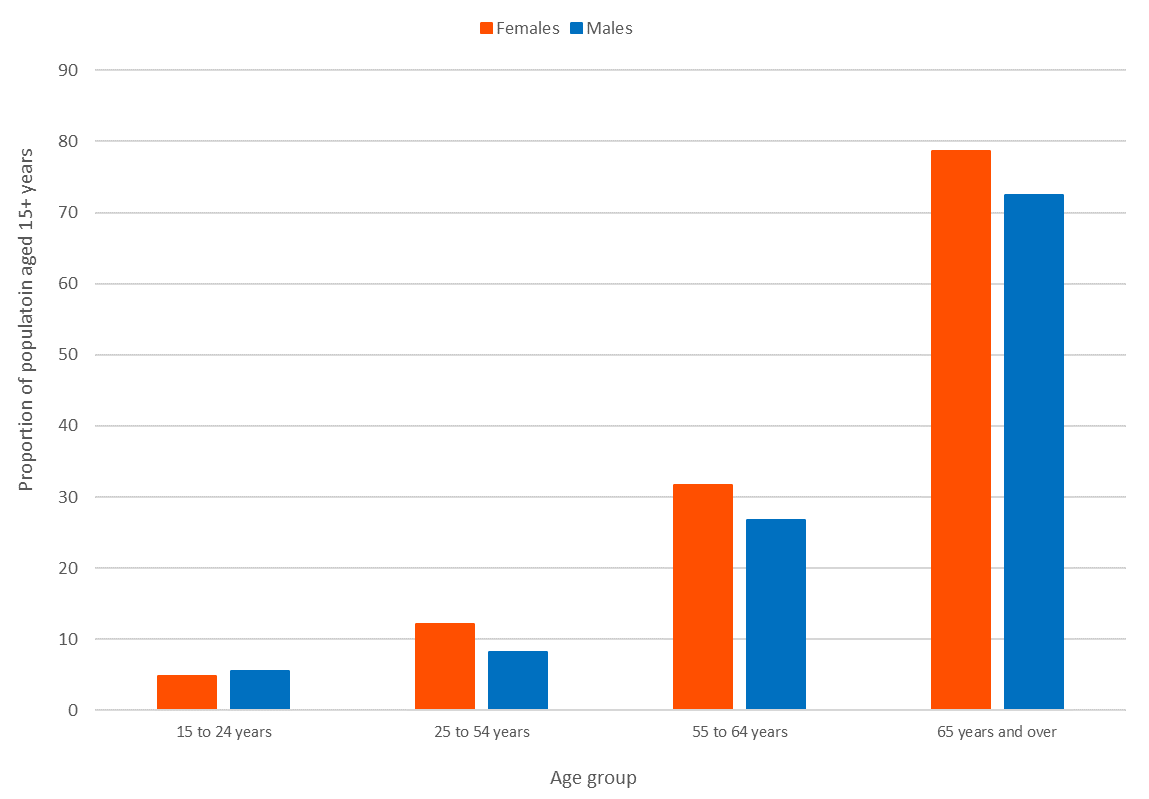 Females Males
90
80
70
60
50
40
30
20
10
0
Proportion of populatoin aged 15+ years
15 to 24 years 25 to 54 years 55 to 64 years 65 years and over
Age group